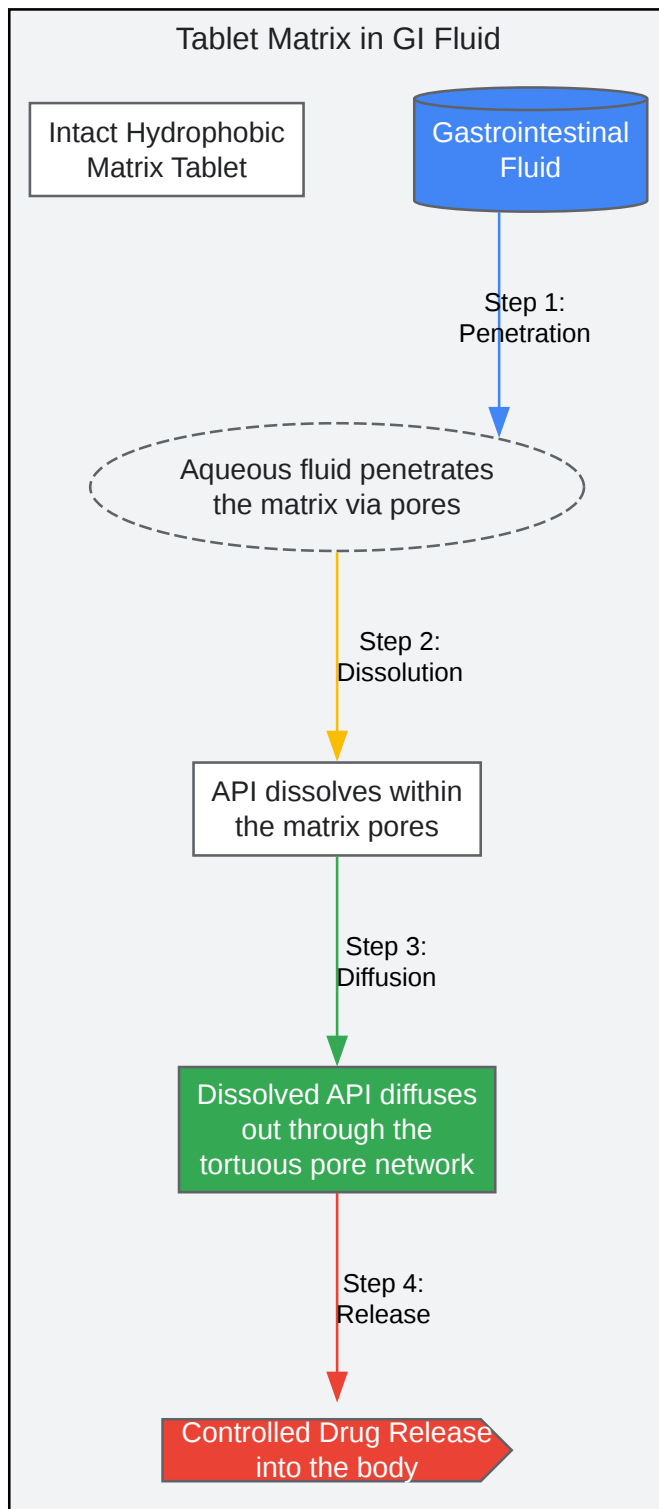 Tablet Matrix in GI Fluid
Intact Hydrophobic
Matrix Tablet
Gastrointestinal
Fluid
Step 1:
Penetration
Aqueous fluid penetrates
the matrix via pores
Step 2:
Dissolution
API dissolves within
the matrix pores
Step 3:
Diffusion
Dissolved API diffuses
out through the
tortuous pore network
Step 4:
Release
Controlled Drug Release
into the body